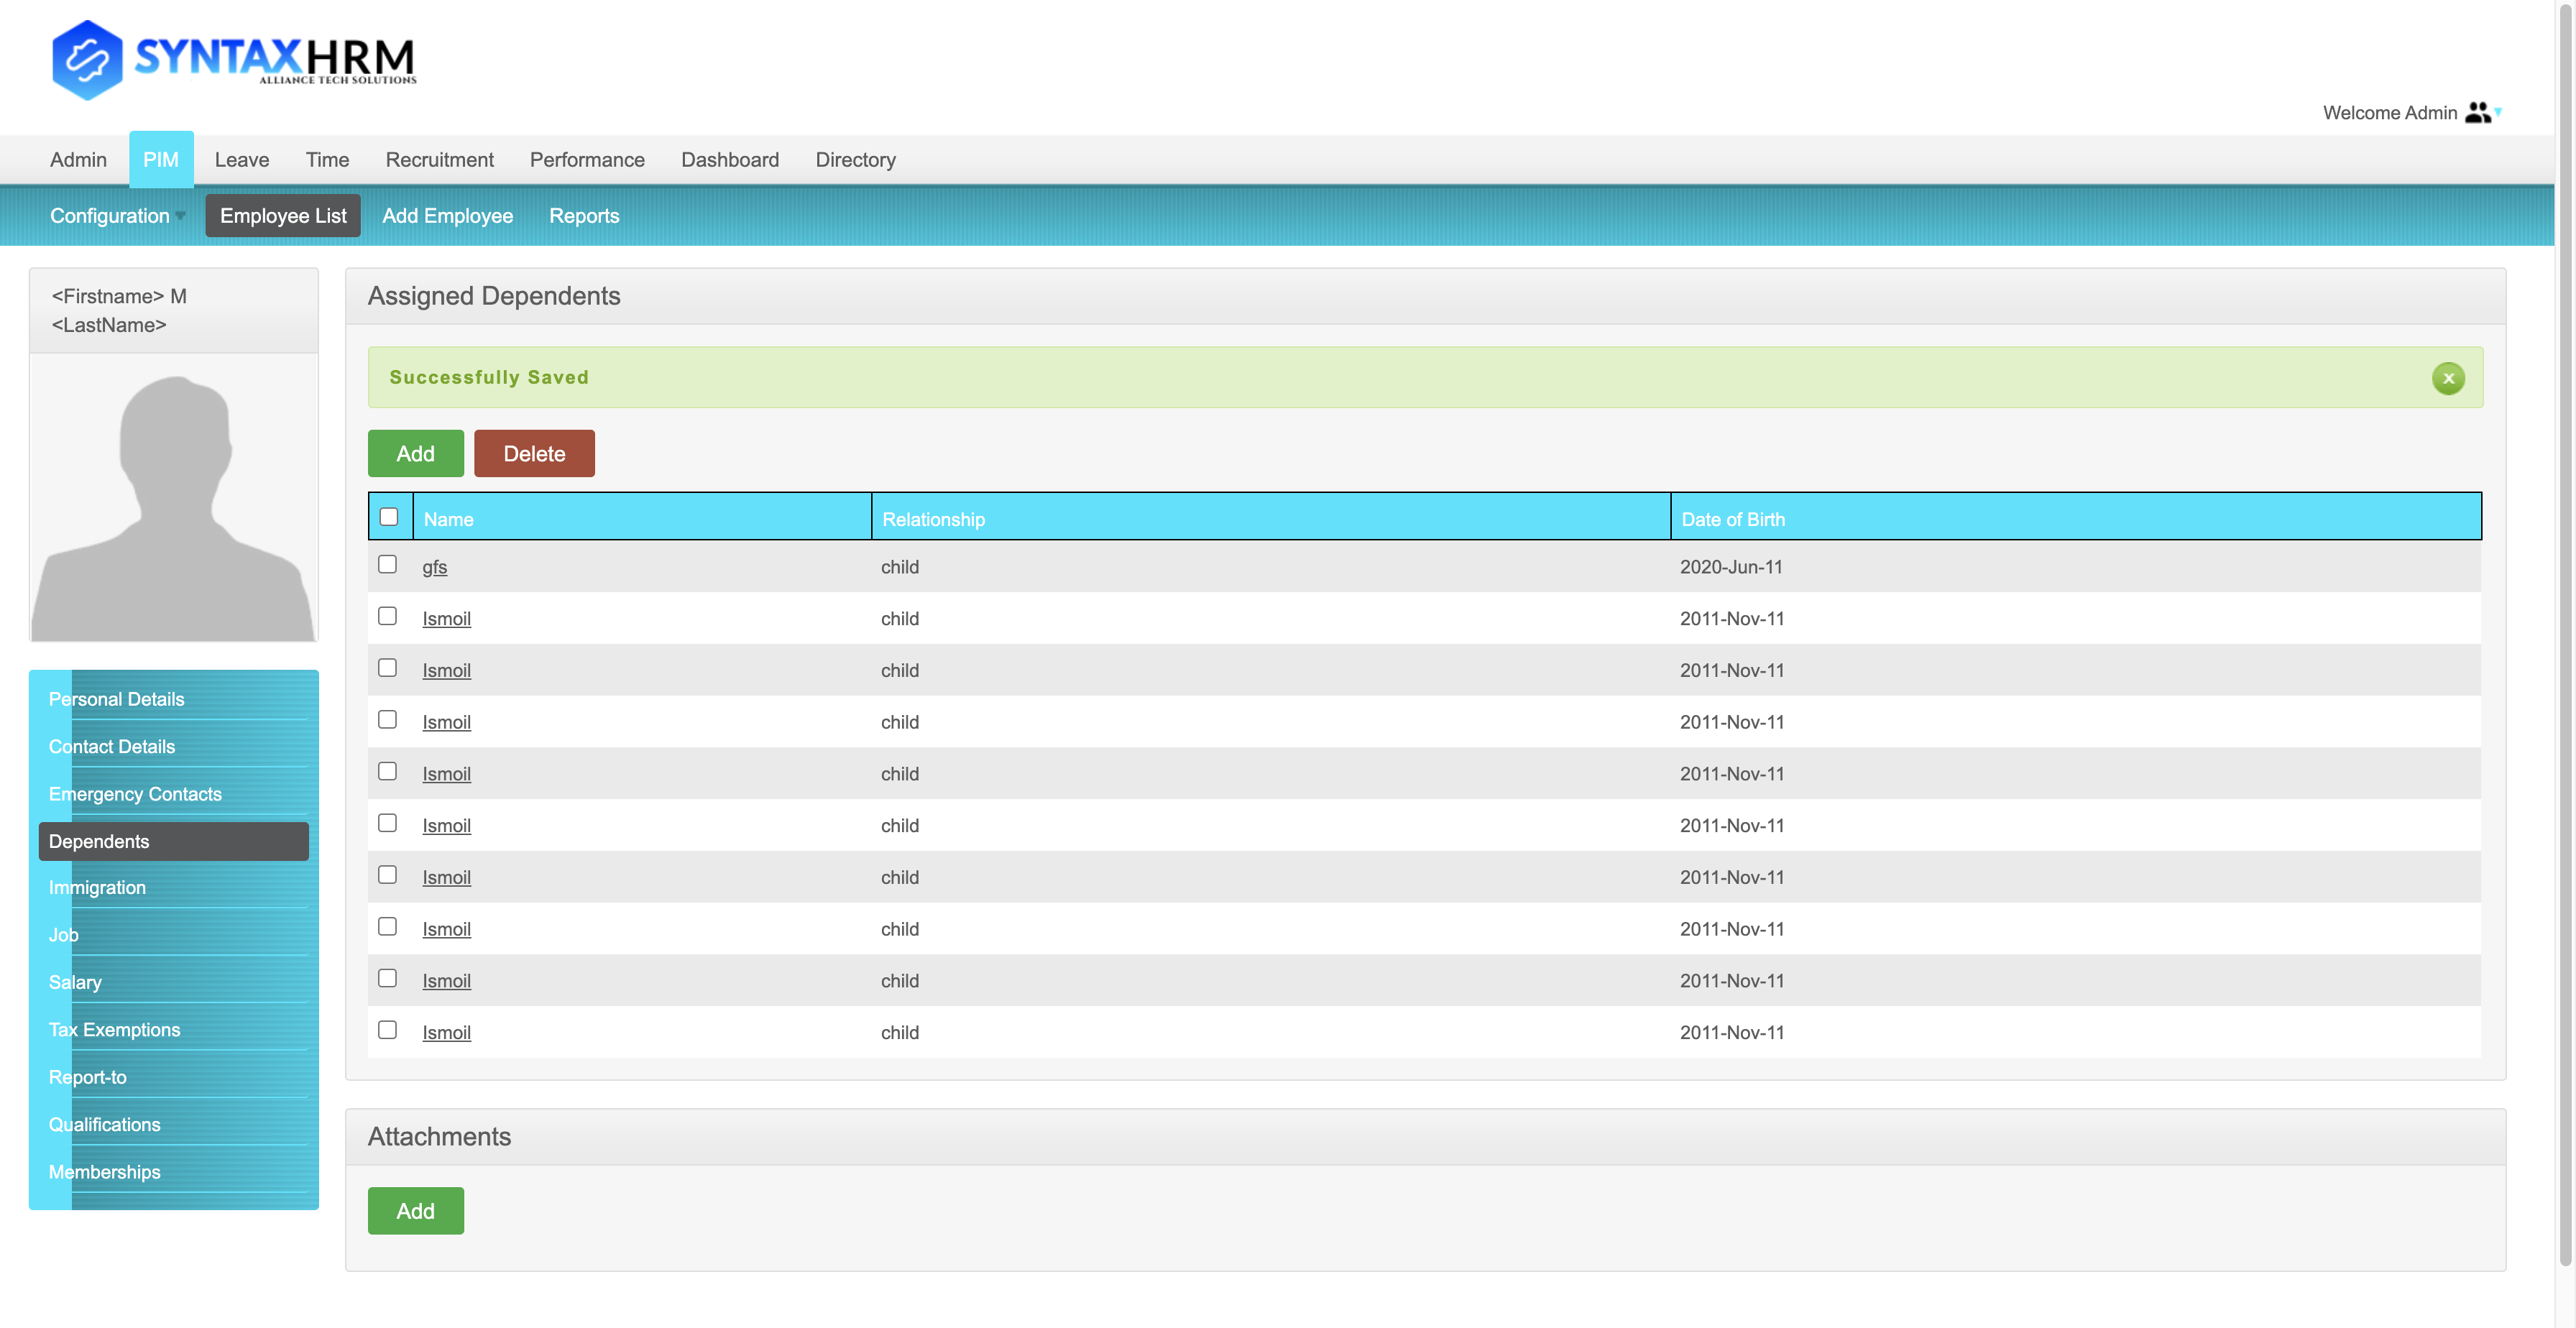 SYNTAXHRM
ALLIANCE TECH SOLUTIONS
Welcome Admin
Admin PIM Leave Time Recruitment Performance Dashboard Directory
Configuration Employee List Add Employee Reports
<Firstname> M
<LastName>
Personal Details
Contact Details
Emergency Contacts
Dependents
Immigration
Job
Salary
Tax Exemptions
Report-to
Qualifications
Memberships
Assigned Dependents
Successfully Saved x
Add Delete
Name Relationship Date of Birth
gfs child 2020-Jun-11
Ismoil child 2011-Nov-11
Ismoil child 2011-Nov-11
Ismoil child 2011-Nov-11
Ismoil child 2011-Nov-11
Ismoil child 2011-Nov-11
Ismoil child 2011-Nov-11
Ismoil child 2011-Nov-11
Ismoil child 2011-Nov-11
Ismoil child 2011-Nov-11
Attachments
Add